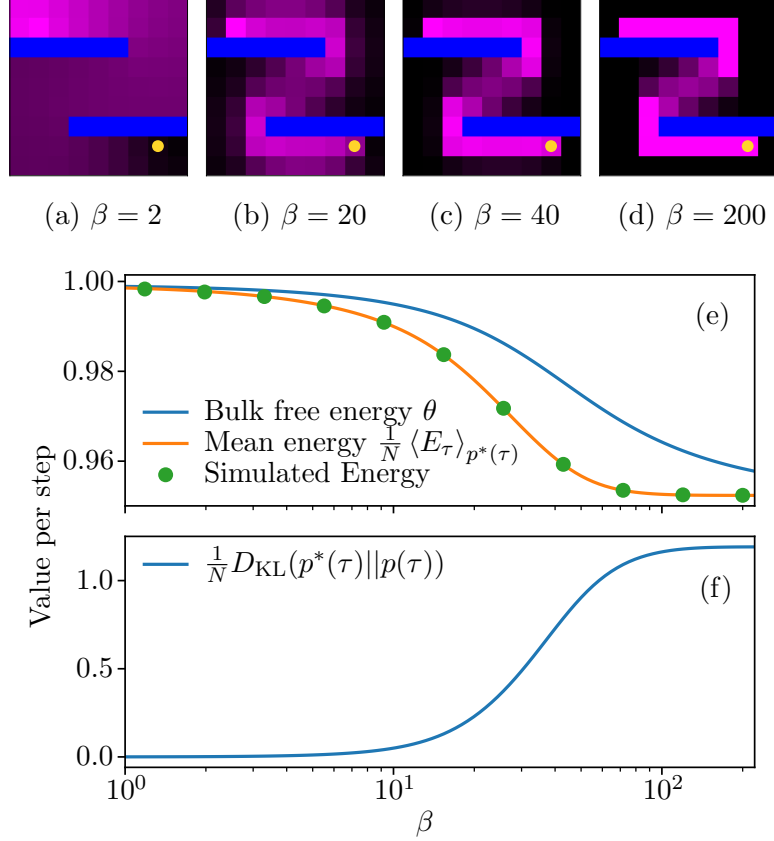 (a) β = 2 (b) β = 20 (c) β = 40 (d) β = 200
1.00
0.98
0.96
(e)
Bulk free energy θ
Mean energy 1/N ⟨E_τ⟩_{p*(τ)}
Simulated Energy
Value per step
1.0
0.5
0.0
1/N D_KL(p*(τ)||p(τ))
(f)
10^0 10^1 10^2
β